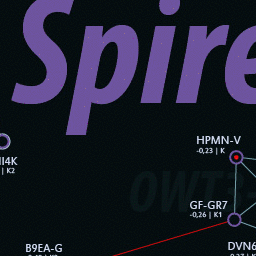 Spire
HPMN-V
-0,23 | K
I4K
| K2
GF-GR7
-0,26 | K1
B9EA-G
DVN6